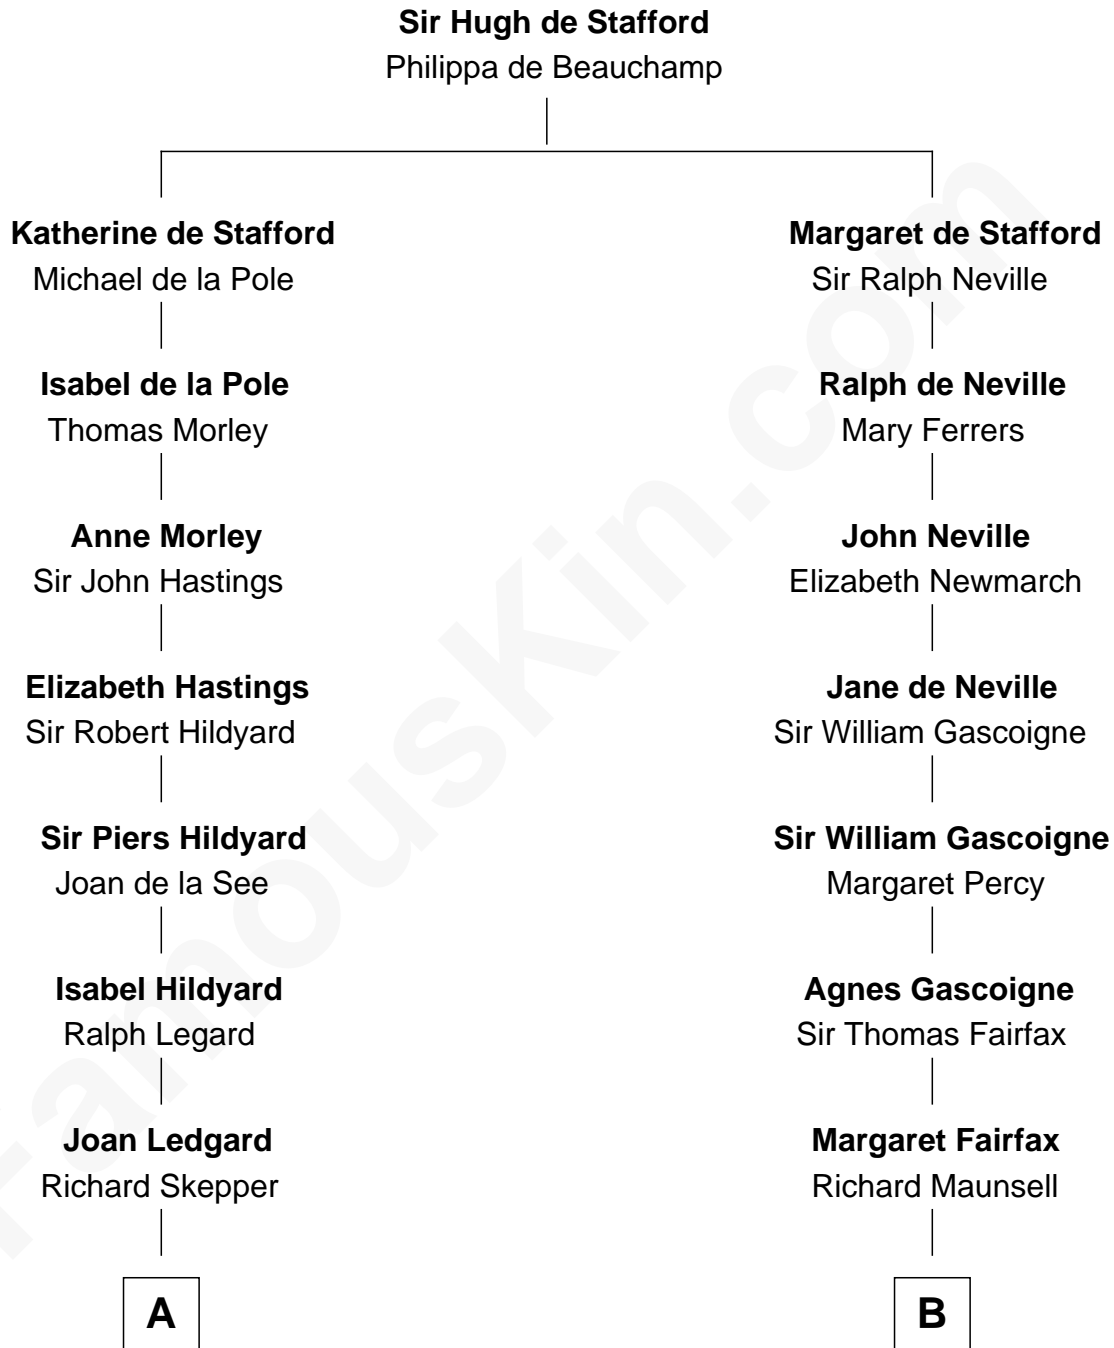 Sir Hugh de Stafford
Philippa de Beauchamp
Katherine de Stafford
Michael de la Pole
Margaret de Stafford
Sir Ralph Neville
Isabel de la Pole
Thomas Morley
Ralph de Neville
Mary Ferrers
Anne Morley
Sir John Hastings
John Neville
Elizabeth Newmarch
Elizabeth Hastings
Sir Robert Hildyard
Jane de Neville
Sir William Gascoigne
Sir Piers Hildyard
Joan de la See
Sir William Gascoigne
Margaret Percy
Isabel Hildyard
Ralph Legard
Agnes Gascoigne
Sir Thomas Fairfax
Joan Ledgard
Richard Skepper
Margaret Fairfax
Richard Maunsell
A
B
FamousKin.com